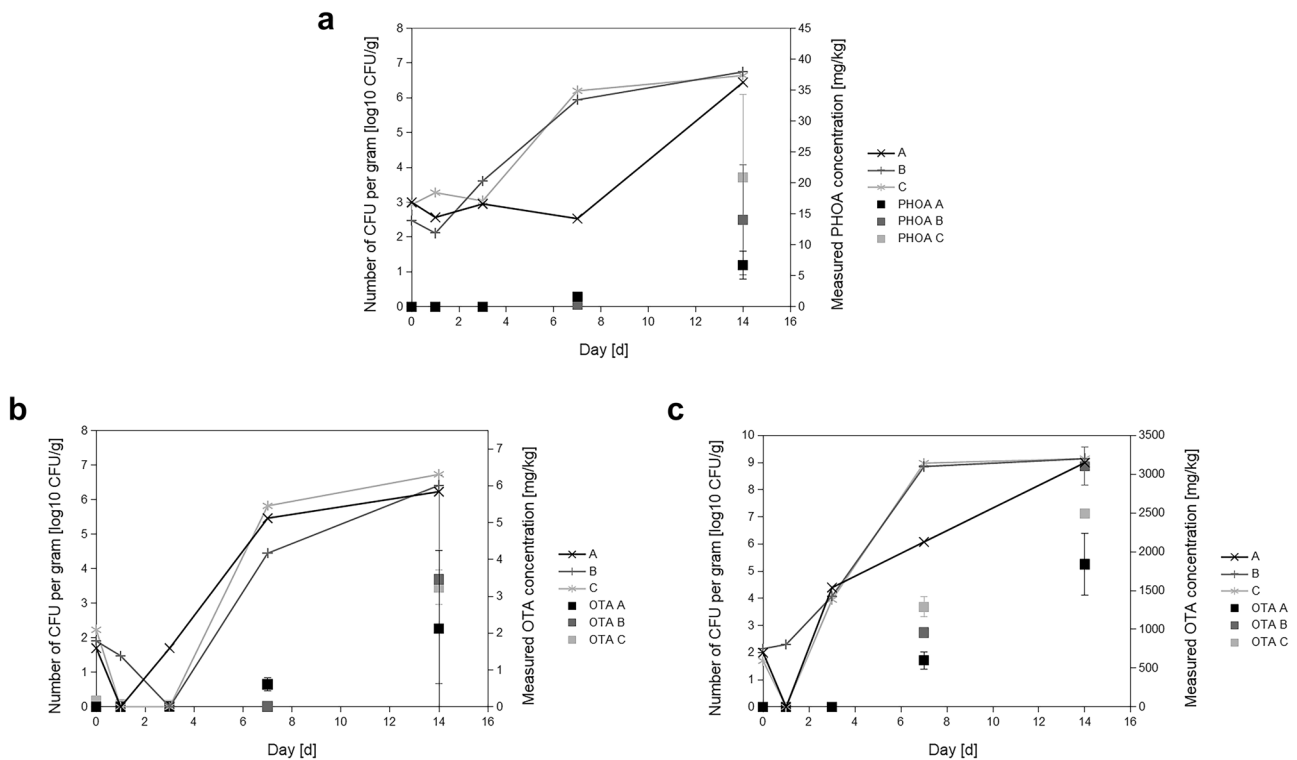 a
Number of CFU per gram [log10 CFU/g]
8
7
6
5
4
3
2
1
0
45
40
35
30
25
20
15
10
5
0
Measured PHOA concentration [mg/kg]
0 2 4 6 8 10 12 14 16
Day [d]
A
B
C
PHOA A
PHOA B
PHOA C
b
Number of CFU per gram [log10 CFU/g]
8
7
6
5
4
3
2
1
0
7
6
5
4
3
2
1
0
Measured OTA concentration [mg/kg]
0 2 4 6 8 10 12 14 16
Day [d]
A
B
C
OTA A
OTA B
OTA C
c
Number of CFU per gram [log10 CFU/g]
10
9
8
7
6
5
4
3
2
1
0
3500
3000
2500
2000
1500
1000
500
0
Measured OTA concentration [mg/kg]
0 2 4 6 8 10 12 14 16
Day [d]
A
B
C
OTA A
OTA B
OTA C